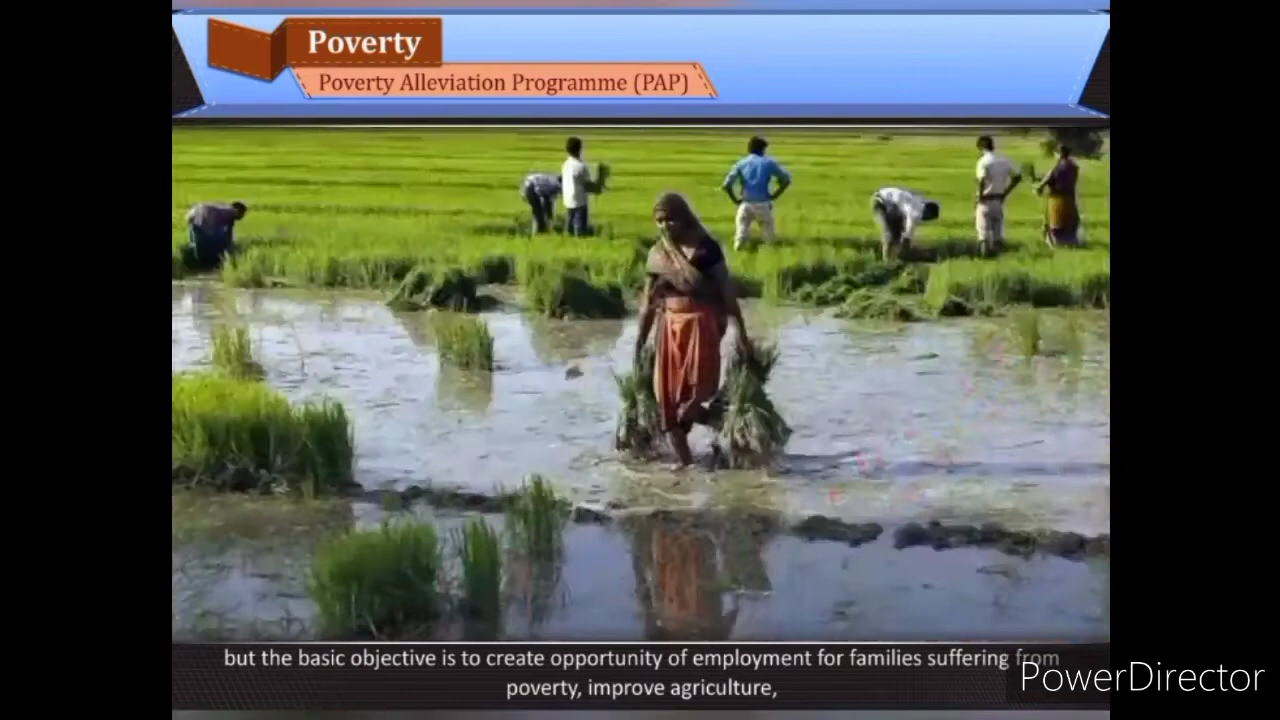 Poverty
Poverty Alleviation Programme (PAP)
but the basic objective is to create opportunity of employment for families suffering from
poverty, improve agriculture,
PowerDirector